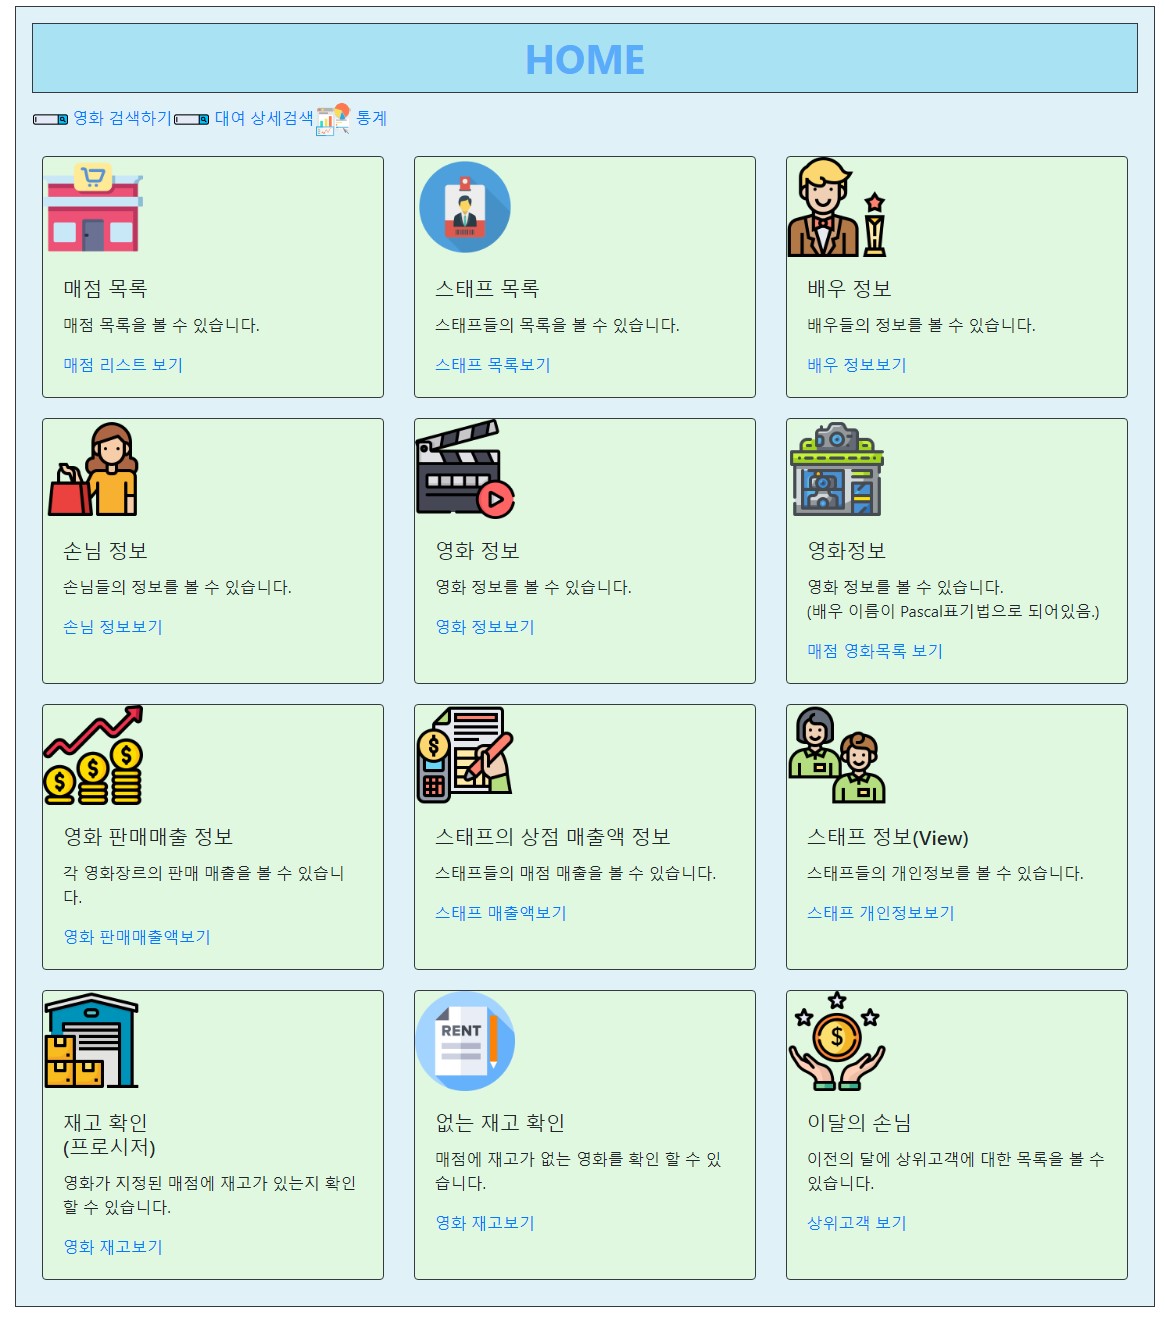 HOME
영화 검색하기 대여 상세검색 통계
매점 목록
매점 목록을 볼 수 있습니다.
매점 리스트 보기
스태프 목록
스태프들의 목록을 볼 수 있습니다.
스태프 목록보기
배우 정보
배우들의 정보를 볼 수 있습니다.
배우 정보보기
손님 정보
손님들의 정보를 볼 수 있습니다.
손님 정보보기
영화 정보
영화 정보를 볼 수 있습니다.
영화 정보보기
영화정보
영화 정보를 볼 수 있습니다.
(배우 이름이 Pascal표기법으로 되어있음.)
매점 영화목록 보기
영화 판매매출 정보
각 영화장르의 판매 매출을 볼 수 있습니
다.
영화 판매매출액보기
스태프의 상점 매출액 정보
스태프들의 매점 매출을 볼 수 있습니다.
스태프 매출액보기
스태프 정보(View)
스태프들의 개인정보를 볼 수 있습니다.
스태프 개인정보보기
재고 확인
(프로시저)
영화가 지정된 매점에 재고가 있는지 확인
할 수 있습니다.
영화 재고보기
RENT
없는 재고 확인
매점에 재고가 없는 영화를 확인 할 수 있
습니다.
영화 재고보기
이달의 손님
이전의 달에 상위고객에 대한 목록을 볼 수
있습니다.
상위고객 보기